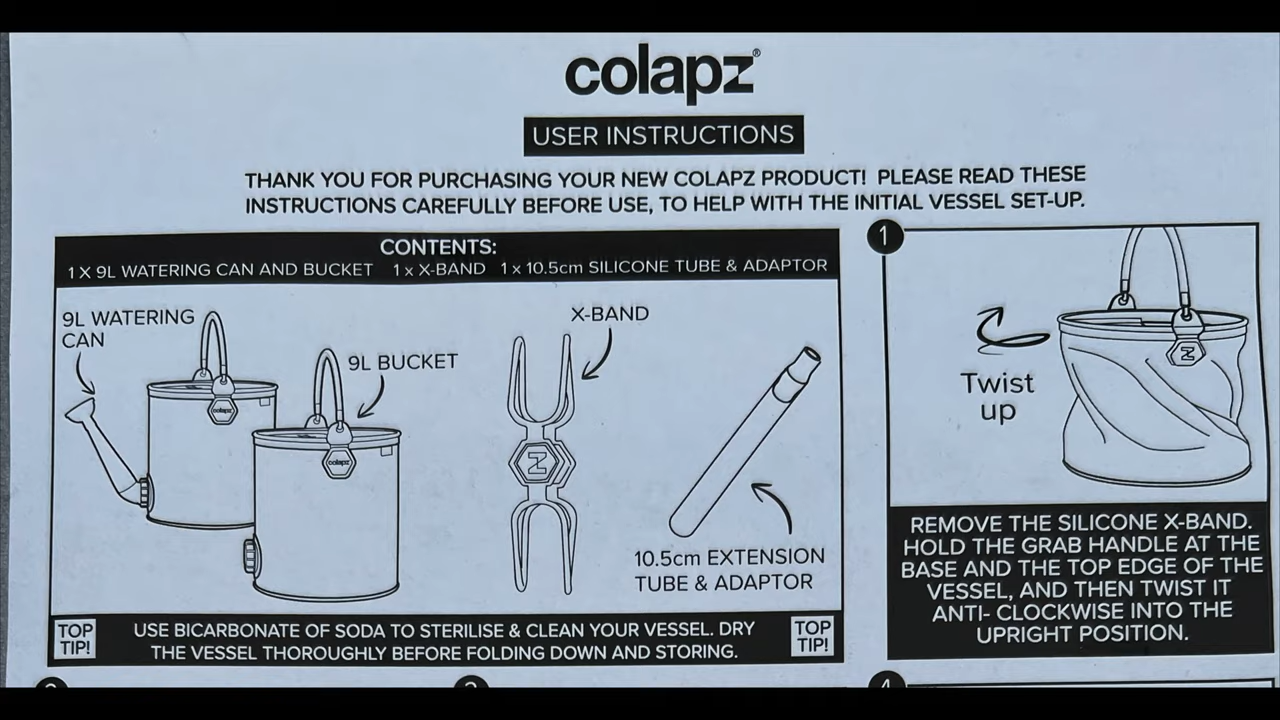 colapz®
USER INSTRUCTIONS
THANK YOU FOR PURCHASING YOUR NEW COLAPZ PRODUCT! PLEASE READ THESE
INSTRUCTIONS CAREFULLY BEFORE USE, TO HELP WITH THE INITIAL VESSEL SET-UP.
CONTENTS:
1 X 9L WATERING CAN AND BUCKET 1 x X-BAND 1 x 10.5cm SILICONE TUBE & ADAPTOR
9L WATERING
CAN
colapz
9L BUCKET
colapz
X-BAND
Z
10.5cm EXTENSION
TUBE & ADAPTOR
TOP
TIP!
USE BICARBONATE OF SODA TO STERILISE & CLEAN YOUR VESSEL. DRY
THE VESSEL THOROUGHLY BEFORE FOLDING DOWN AND STORING.
TOP
TIP!
1
Twist
up
Z
REMOVE THE SILICONE X-BAND.
HOLD THE GRAB HANDLE AT THE
BASE AND THE TOP EDGE OF THE
VESSEL, AND THEN TWIST IT
ANTI- CLOCKWISE INTO THE
UPRIGHT POSITION.
4